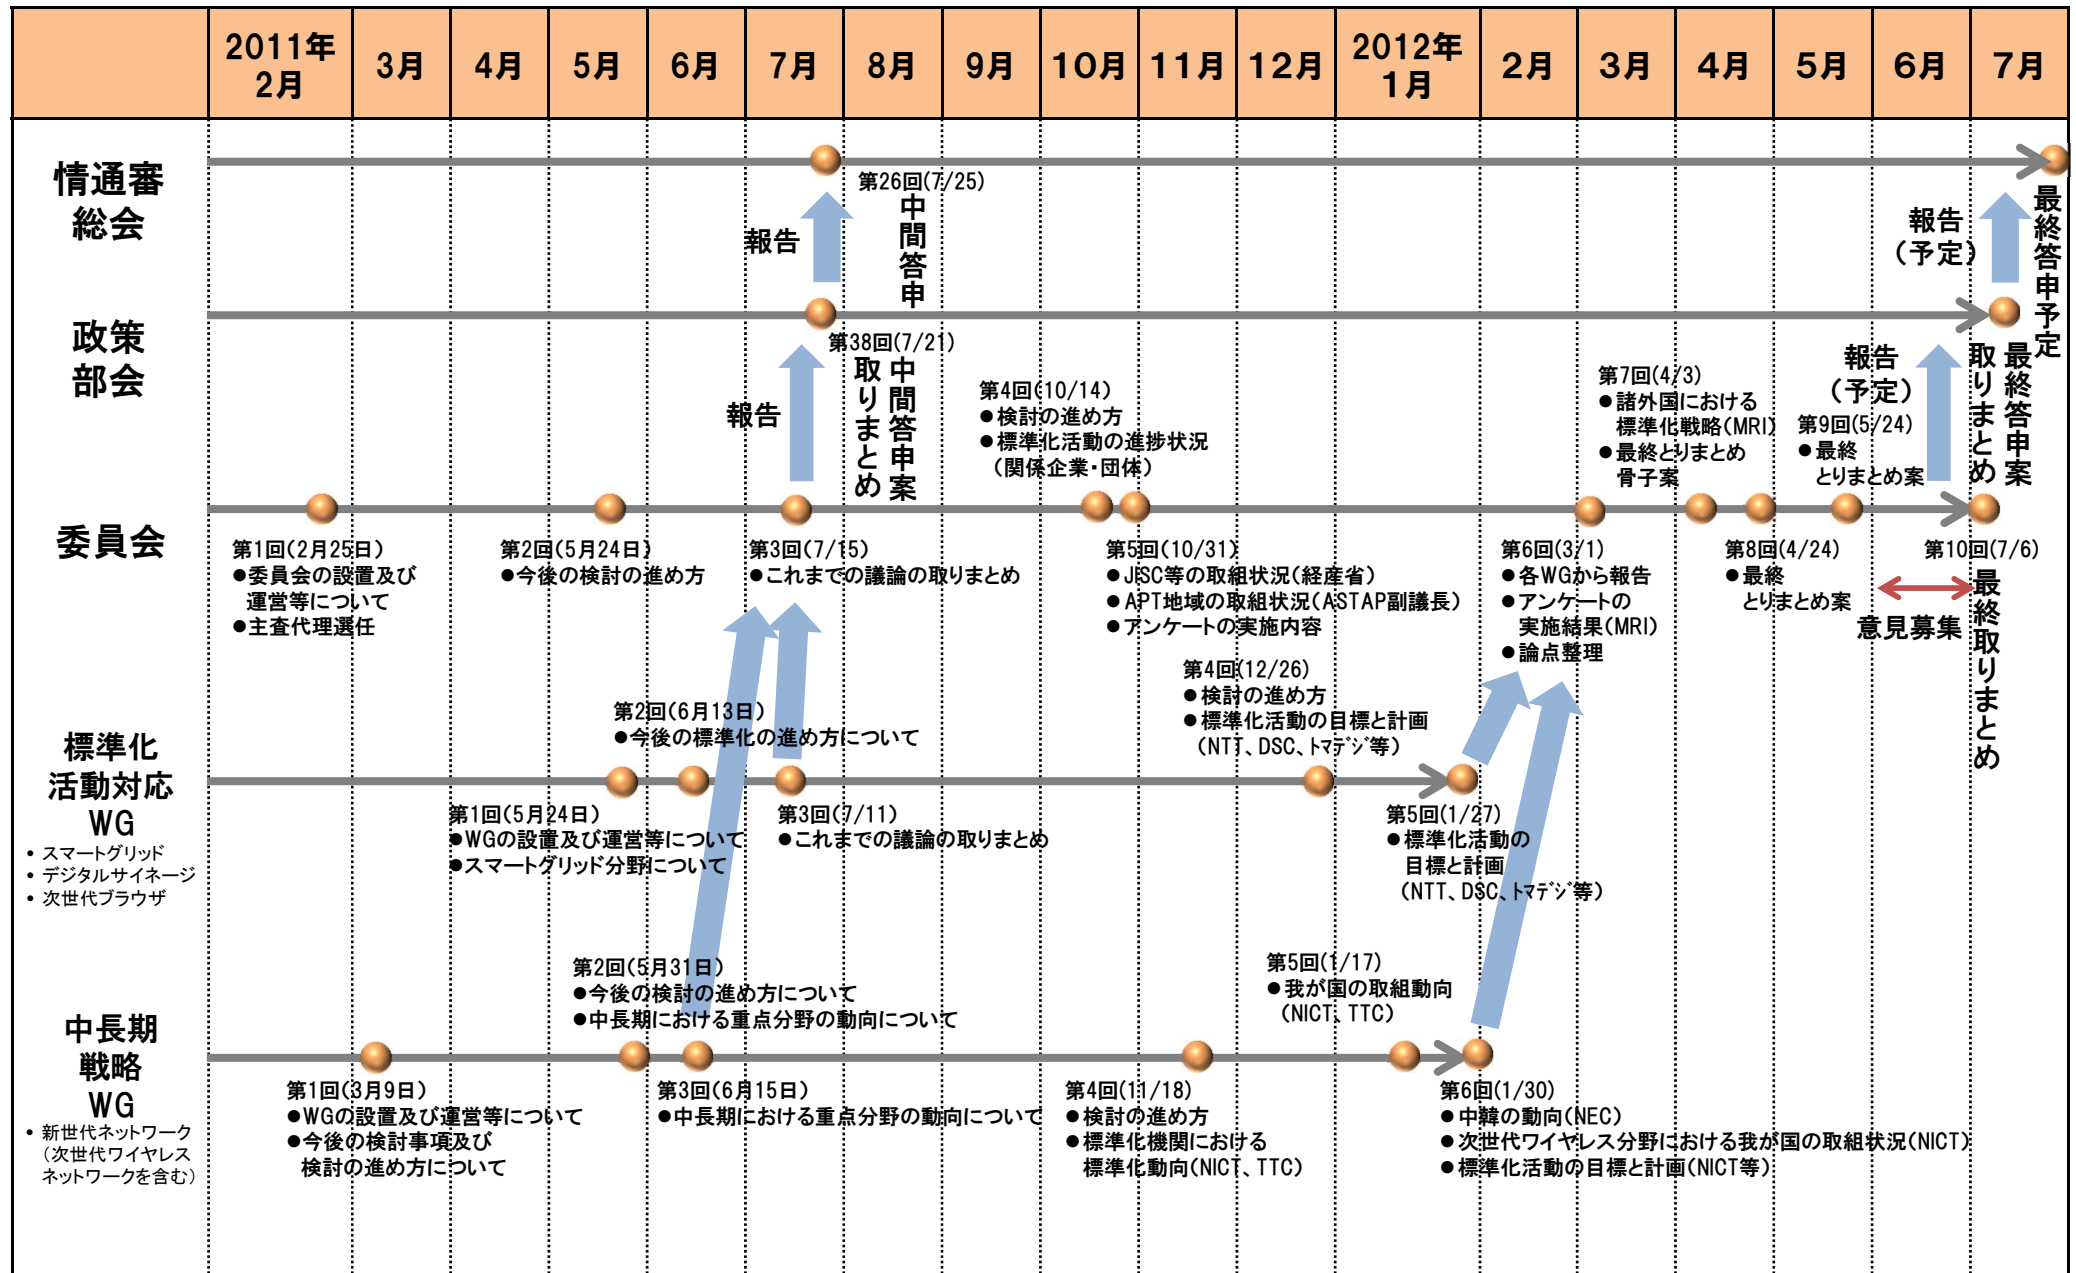 2011年
2月
3月
4月
5月
6月
7月
8月
9月
10月
11月
12月
2012年
1月
2月
3月
4月
5月
6月
7月
情通審
総会
第26回(7/25)
中間答申
報告
報告
(予定)
最終答申予定
政策
部会
第38回(7/21)
中間答申案
取りまとめ
報告
報告
(予定)
最終答申案
取りまとめ
第4回(10/14)
●検討の進め方
●標準化活動の進捗状況
(関係企業・団体)
第7回(4/3)
●諸外国における
標準化戦略(MRI)
●最終とりまとめ
骨子案
第9回(5/24)
●最終
とりまとめ案
委員会
第1回(2月25日)
●委員会の設置及び
運営等について
●主査代理選任
第2回(5月24日)
●今後の検討の進め方
第3回(7/15)
●これまでの議論の取りまとめ
第5回(10/31)
●JISC等の取組状況(経産省)
●APT地域の取組状況(ASTAP副議長)
●アンケートの実施内容
第6回(3/1)
●各WGから報告
●アンケートの
実施結果(MRI)
●論点整理
第8回(4/24)
●最終
とりまとめ案
第10回(7/6)
最終取りまとめ
意見募集
標準化
活動対応
WG
• スマートグリッド
• デジタルサイネージ
• 次世代ブラウザ
第2回(6月13日)
●今後の標準化の進め方について
第4回(12/26)
●検討の進め方
●標準化活動の目標と計画
(NTT、DSC、ﾄﾏﾃﾞｼﾞ等)
第1回(5月24日)
●WGの設置及び運営等について
●スマートグリッド分野について
第3回(7/11)
●これまでの議論の取りまとめ
第5回(1/27)
●標準化活動の
目標と計画
(NTT、DSC、ﾄﾏﾃﾞｼﾞ等)
中長期
戦略
WG
• 新世代ネットワーク
(次世代ワイヤレス
ネットワークを含む)
第2回(5月31日)
●今後の検討の進め方について
●中長期における重点分野の動向について
第5回(1/17)
●我が国の取組動向
(NICT、TTC)
第1回(3月9日)
●WGの設置及び運営等について
●今後の検討事項及び
検討の進め方について
第3回(6月15日)
●中長期における重点分野の動向について
第4回(11/18)
●検討の進め方
●標準化機関における
標準化動向(NICT、TTC)
第6回(1/30)
●中韓の動向(NEC)
●次世代ワイヤレス分野における我が国の取組状況(NICT)
●標準化活動の目標と計画(NICT等)